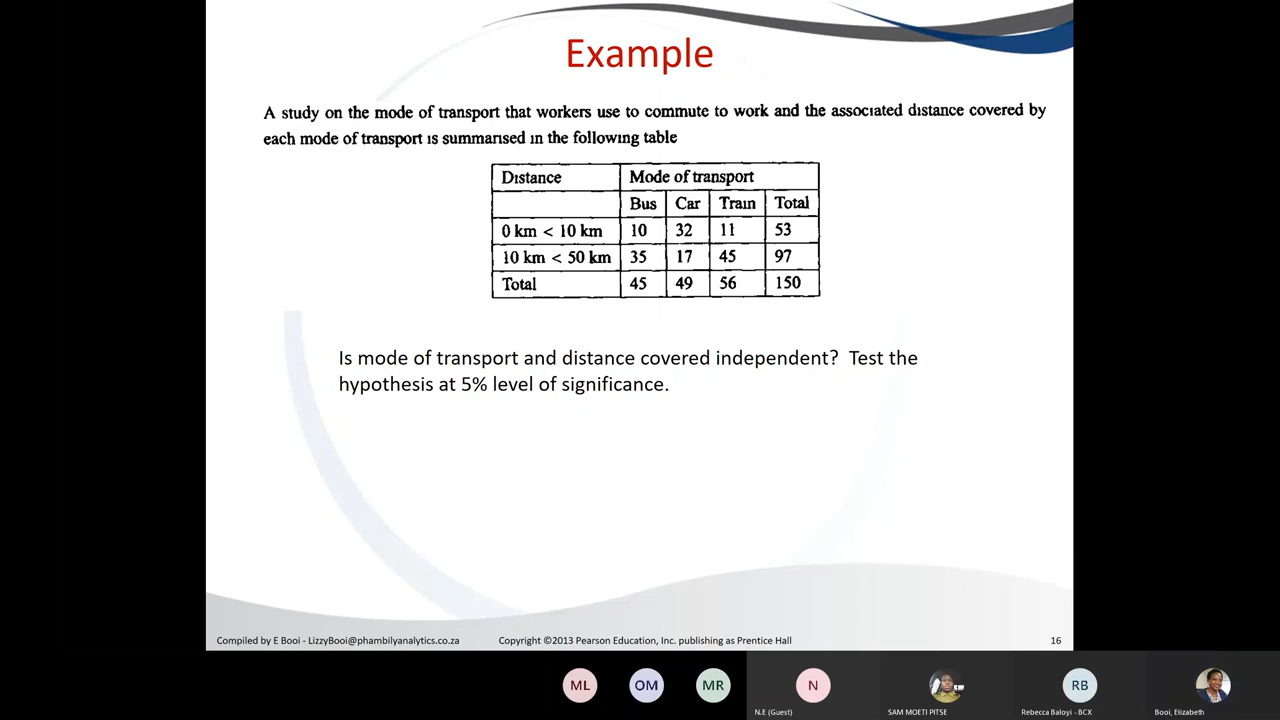 Example
A study on the mode of transport that workers use to commute to work and the associated distance covered by
each mode of transport is summarised in the following table
Distance Mode of transport
Bus Car Train Total
0 km < 10 km 10 32 11 53
10 km < 50 km 35 17 45 97
Total 45 49 56 150
Is mode of transport and distance covered independent? Test the
hypothesis at 5% level of significance.
Compiled by E Booi - LizzyBooi@phambilyanalytics.co.za Copyright ©2013 Pearson Education, Inc. publishing as Prentice Hall 16
ML OM MR N RB
N.E (Guest) SAM MOETI PITSE Rebecca Baloyi - BCX Booi, Elizabeth